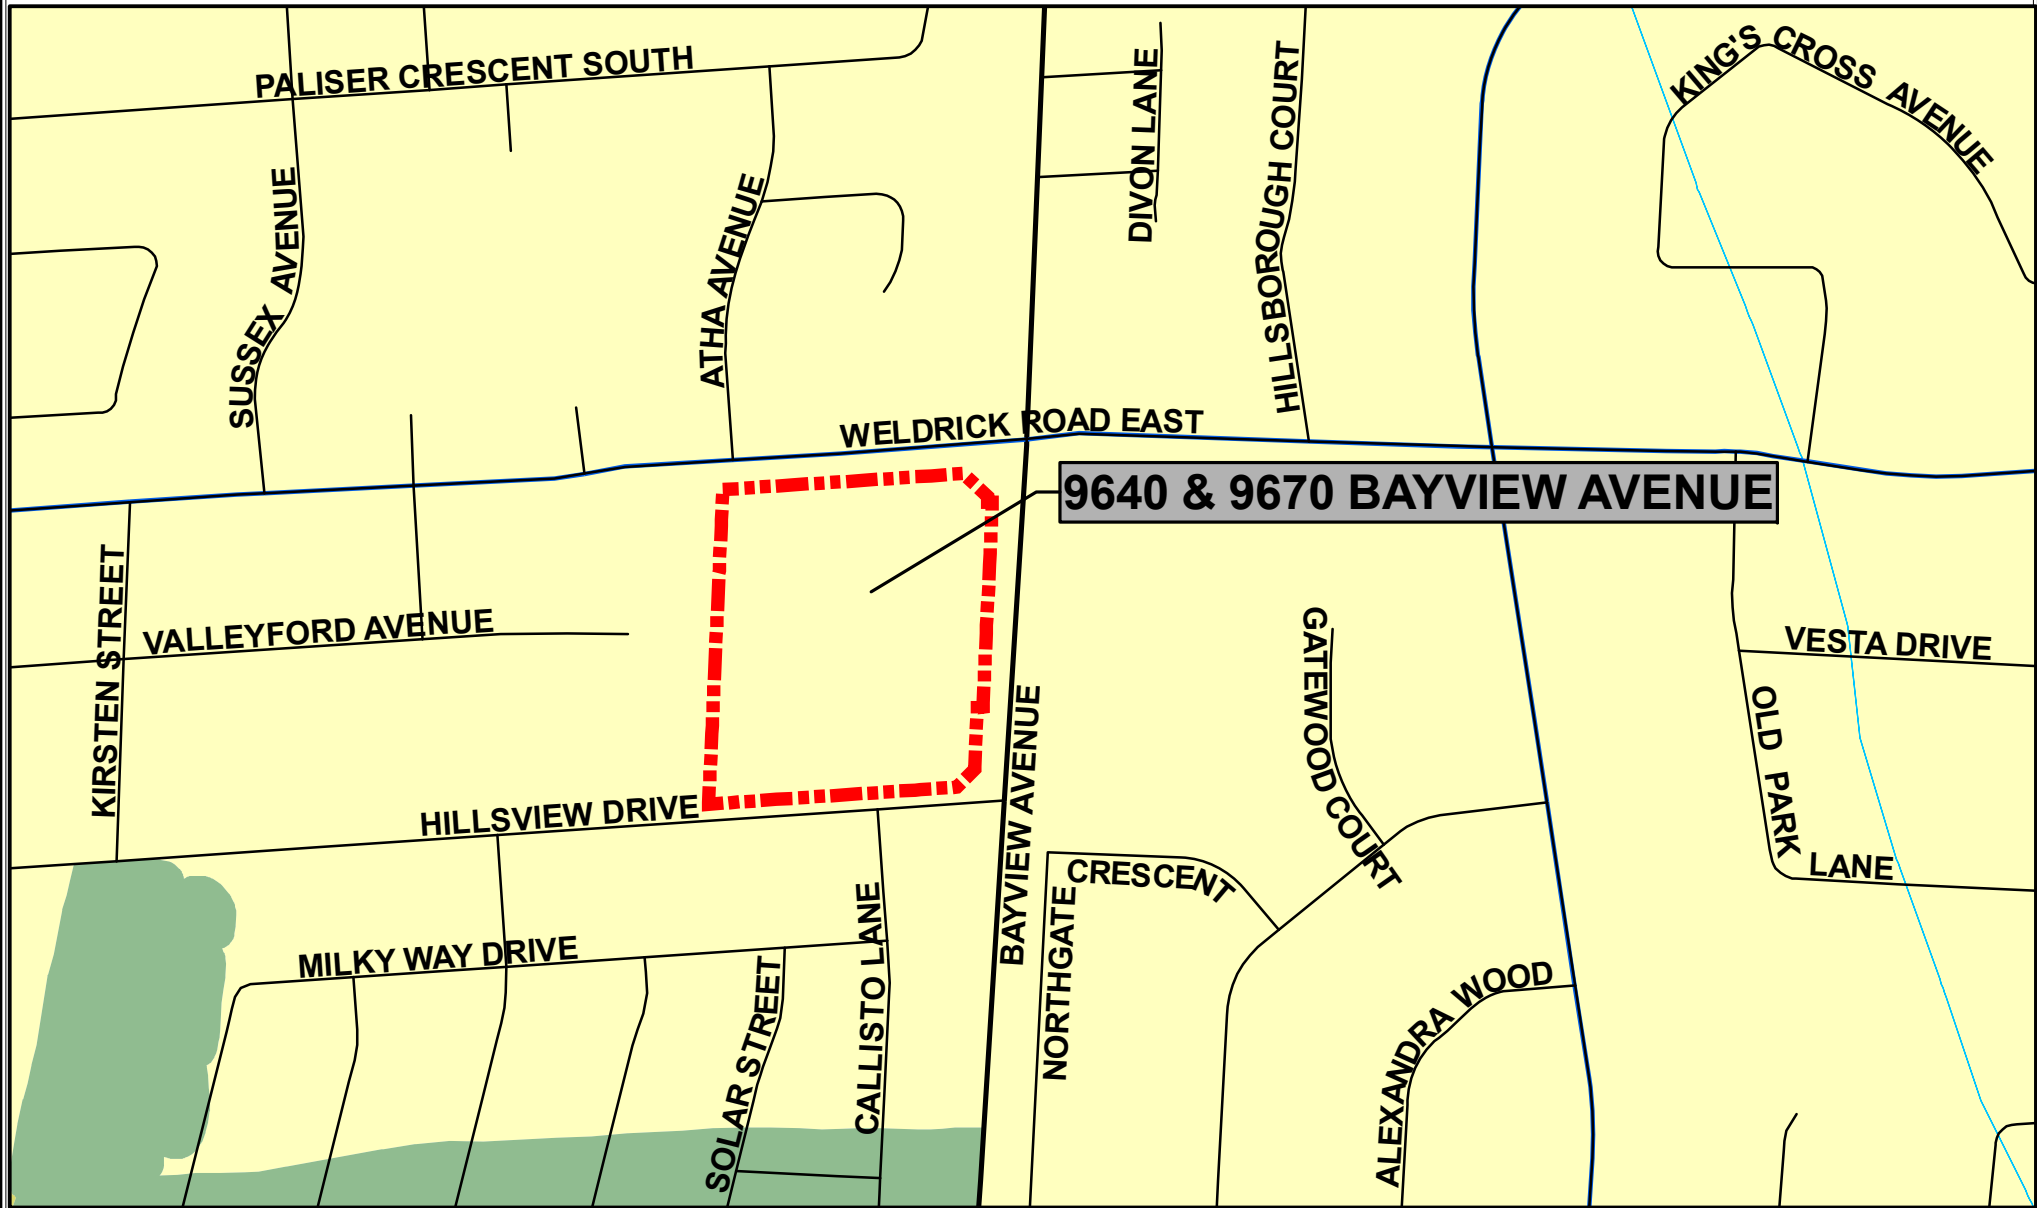 PALISER CRESCENT SOUTH
KING'S CROSS AVENUE
DIVON LANE
HILLSBOROUGH COURT
SUSSEX AVENUE
ATHA AVENUE
WELDRICK ROAD EAST
9640 & 9670 BAYVIEW AVENUE
KIRSTEN STREET
VALLEYFORD AVENUE
GATEWOOD COURT
VESTA DRIVE
BAYVIEW AVENUE
OLD PARK LANE
HILLSVIEW DRIVE
NORTHGATE CRESCENT
MILKY WAY DRIVE
SOLAR STREET
CALLISTO LANE
ALEXANDRA WOOD